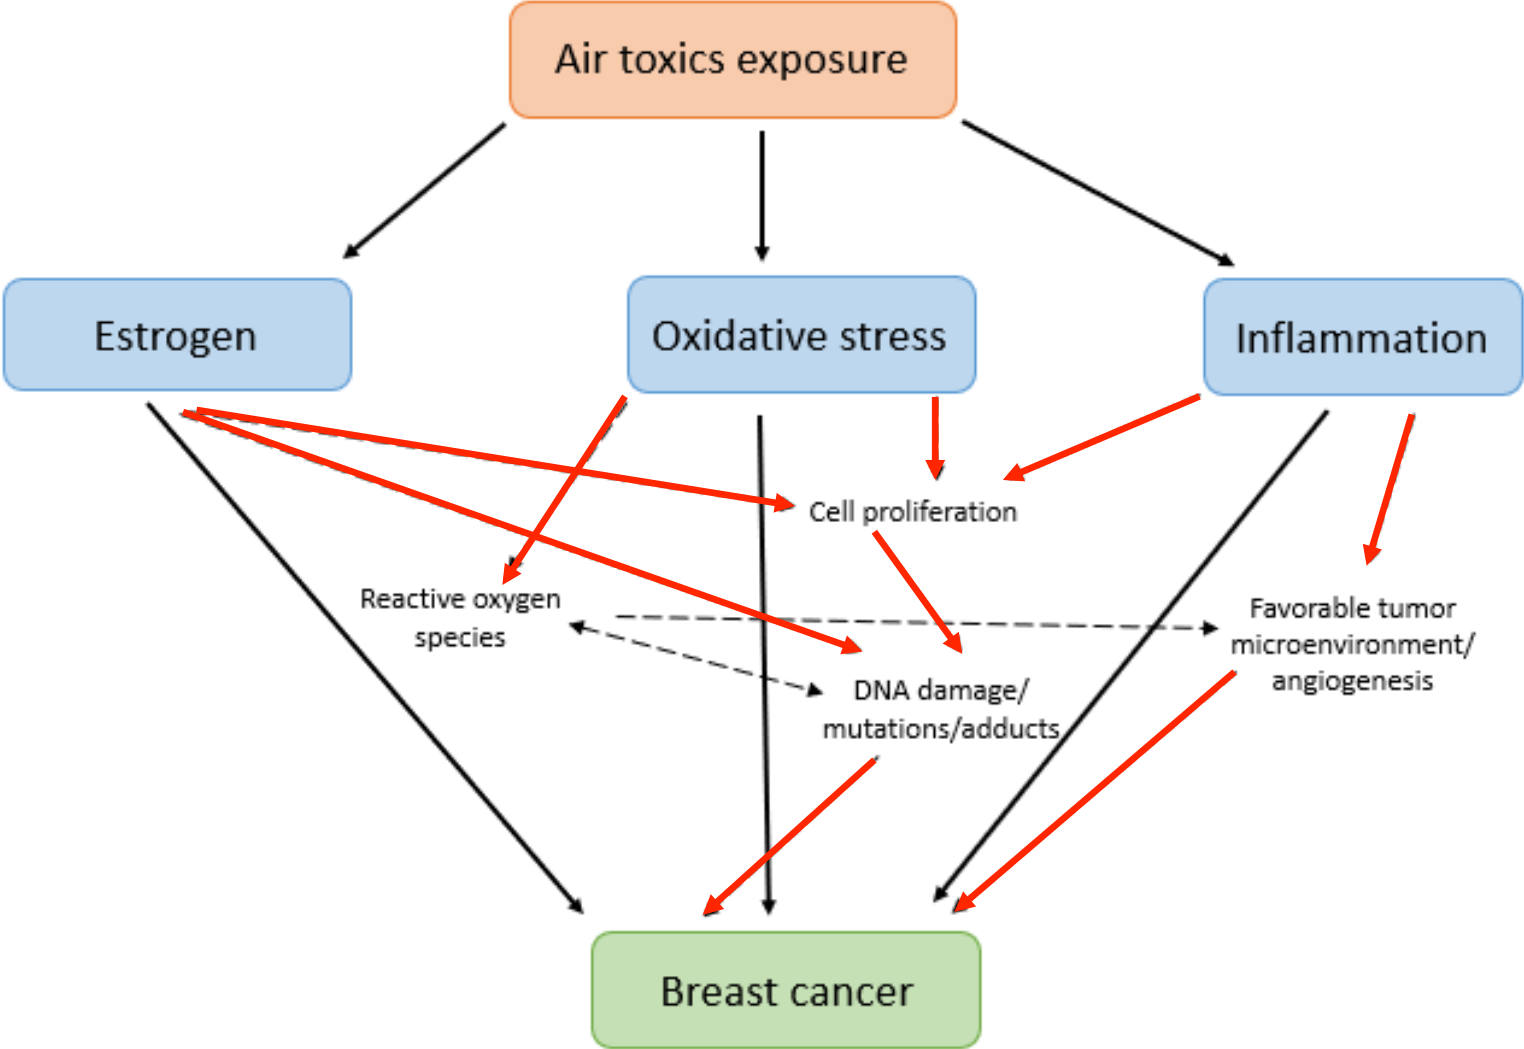 Air toxics exposure
Estrogen
Oxidative stress
Inflammation
Cell proliferation
Reactive oxygen
species
Favorable tumor
microenvironment/
angiogenesis
DNA damage/
mutations/adducts
Breast cancer